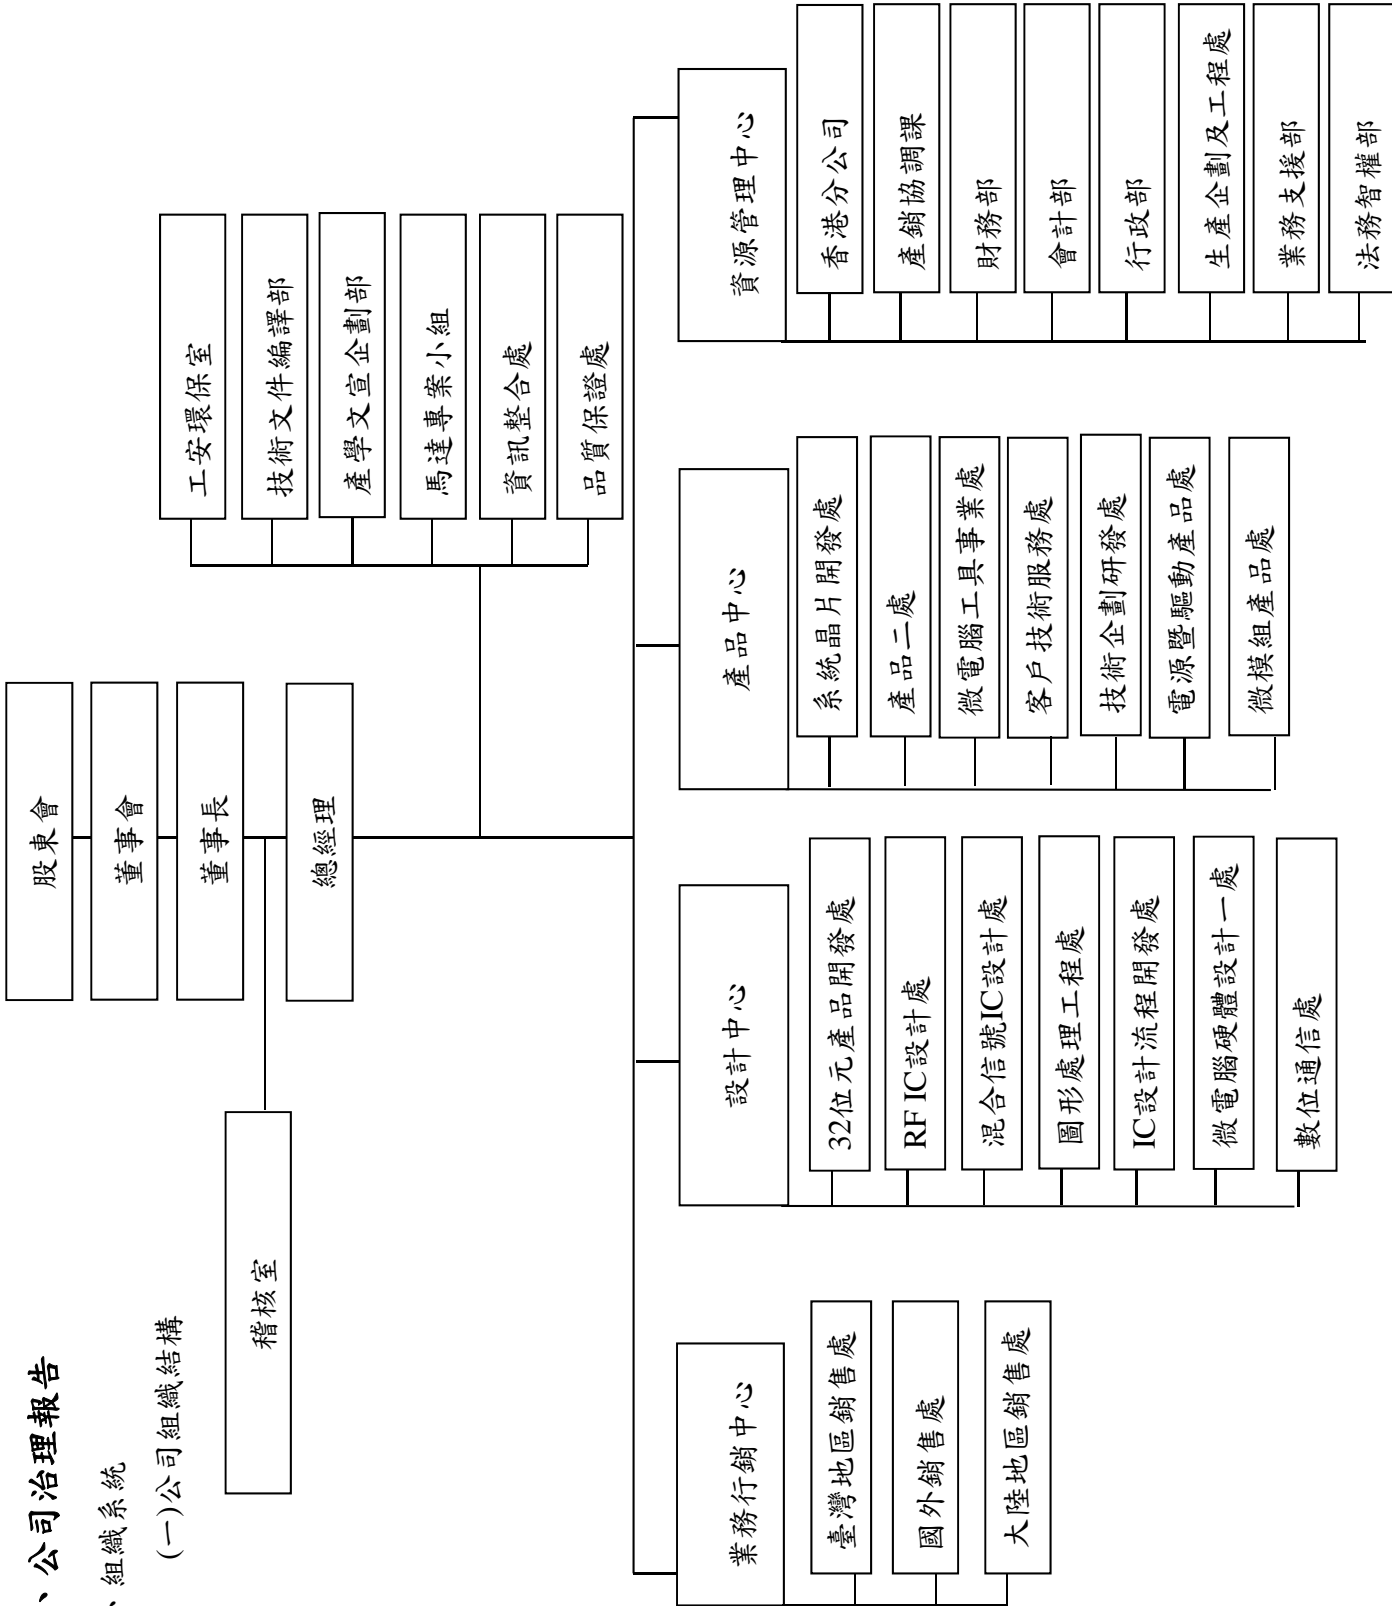 、公司治理報告
、組織系統
(一)公司組織結構
股東會
董事會
董事長
稽核室
總經理
工安環保室
技術文件編譯部
產學文宣企劃部
馬達專案小組
資訊整合處
品質保證處
業務行銷中心
臺灣地區銷售處
國外銷售處
大陸地區銷售處
設計中心
32位元產品開發處
RF IC設計處
混合信號IC設計處
圖形處理工程處
IC設計流程開發處
微電腦硬體設計一處
數位通信處
產品中心
系統晶片開發處
產品二處
微電腦工具事業處
客戶技術服務處
技術企劃研發處
電源暨驅動產品處
微模組產品處
資源管理中心
香港分公司
產銷協調課
財務部
會計部
行政部
生產企劃及工程處
業務支援部
法務智權部